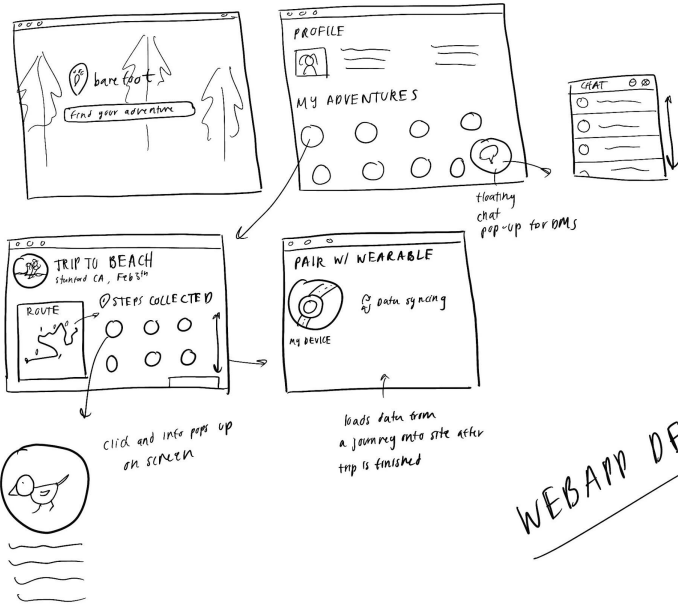 barefoot
find your adventure
PROFILE
MY ADVENTURES
CHAT
floating
chat
pop-up for DMs
TRIP TO BEACH
Stanford CA, Feb 8th
ROUTE
STEPS COLLECTED
click and info pops up
on screen
PAIR W/ WEARABLE
Data syncing
MY DEVICE
loads data from
a journey onto site after
trip is finished
WEBAPP DE